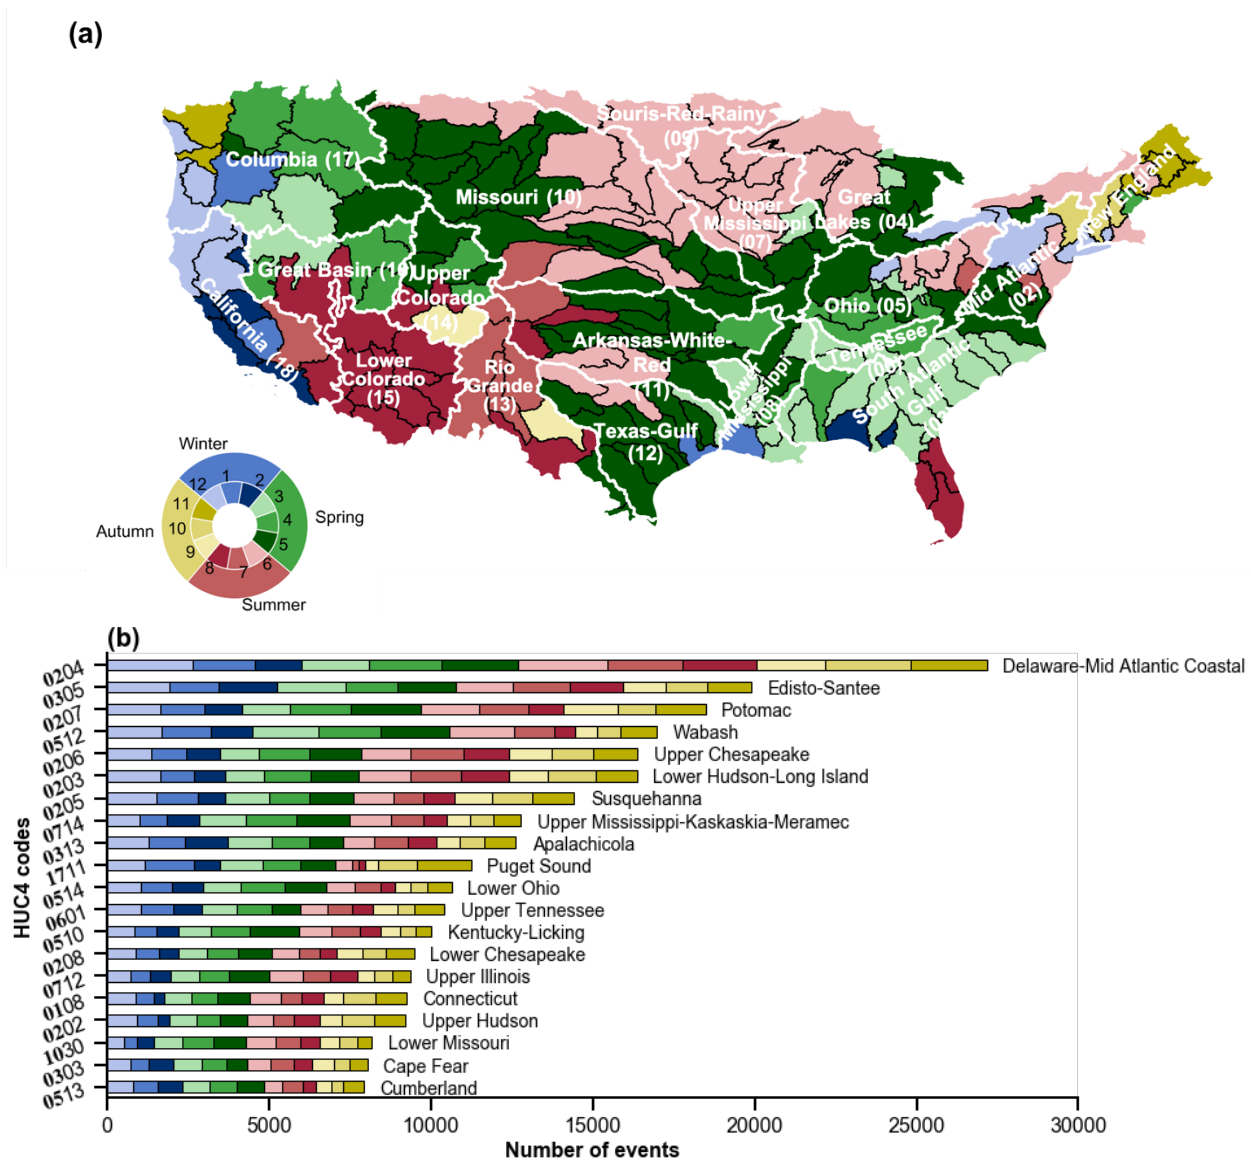 (a)
Souris-Red-Rainy
(09)
Columbia (17)
Missouri (10)
Upper
Mississippi
(07)
Great
Lakes (04)
New England
Great Basin (16)
Upper
Colorado
(14)
Mid Atlantic
(02)
Ohio (05)
California (18)
Tennessee
(06)
Arkansas-White-
Red
(11)
Lower
Colorado
(15)
Rio
Grande
(13)
Lower
Mississippi
(08)
South Atlantic
Gulf
Texas-Gulf
(12)
Winter
Spring
Summer
Autumn
12
1
2
3
4
5
6
7
8
9
10
11
(b)
HUC4 codes
0204 Delaware-Mid Atlantic Coastal
0305 Edisto-Santee
0207 Potomac
0512 Wabash
0206 Upper Chesapeake
0203 Lower Hudson-Long Island
0205 Susquehanna
0714 Upper Mississippi-Kaskaskia-Meramec
0313 Apalachicola
1711 Puget Sound
0514 Lower Ohio
0601 Upper Tennessee
0510 Kentucky-Licking
0208 Lower Chesapeake
0712 Upper Illinois
0108 Connecticut
0202 Upper Hudson
1030 Lower Missouri
0303 Cape Fear
0513 Cumberland
0 5000 10000 15000 20000 25000 30000
Number of events